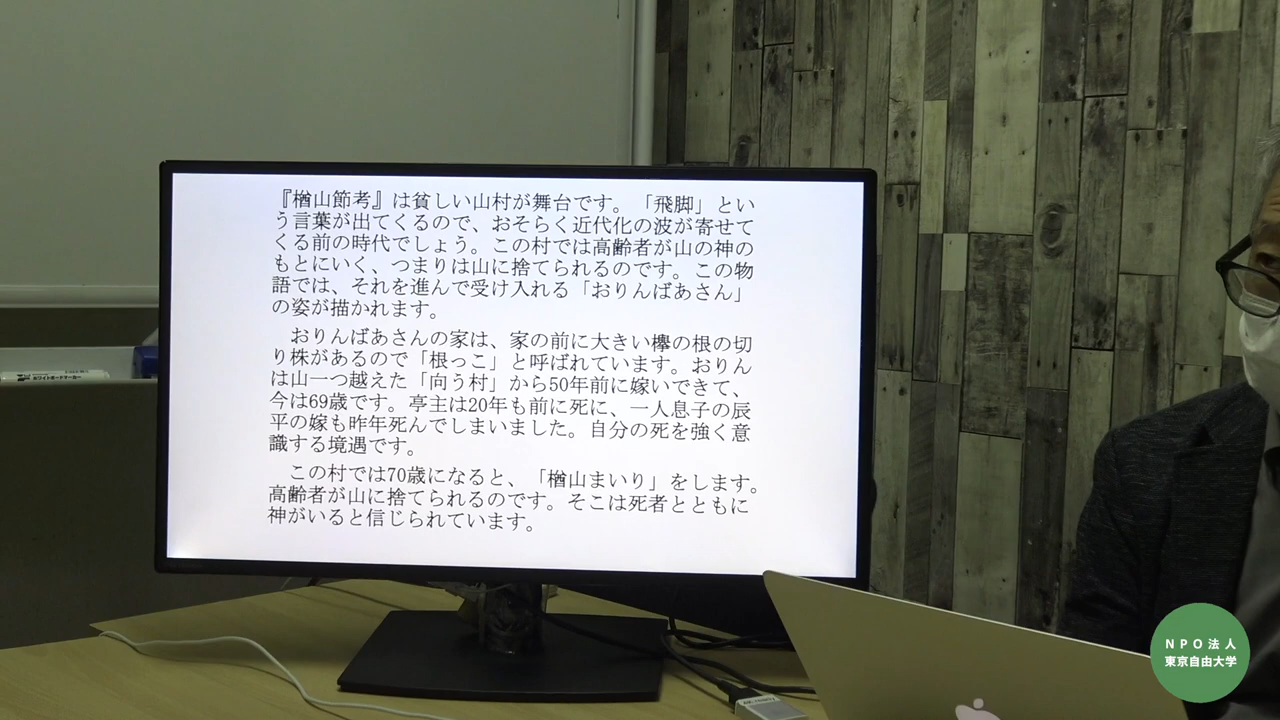 『楢山節考』は貧しい山村が舞台です。「飛脚」とい
う言葉が出てくるので、おそらく近代化の波が寄せて
くる前の時代でしょう。この村では高齢者が山の神の
もとにいく、つまりは山に捨てられるのです。この物
語では、それを進んで受け入れる「おりんばあさん」
の姿が描かれます。
おりんばあさんの家は、家の前に大きい欅の根の切
り株があるので「根っこ」と呼ばれています。おりん
は山一つ越えた「向う村」から50年前に嫁いできて、
今は69歳です。亭主は20年も前に死に、一人息子の辰
平の嫁も昨年死んでしまいました。自分の死を強く意
識する境遇です。
この村では70歳になると、「楢山まいり」をします。
高齢者が山に捨てられるのです。そこは死者とともに
神がいると信じられています。
NPO法人
東京自由大学